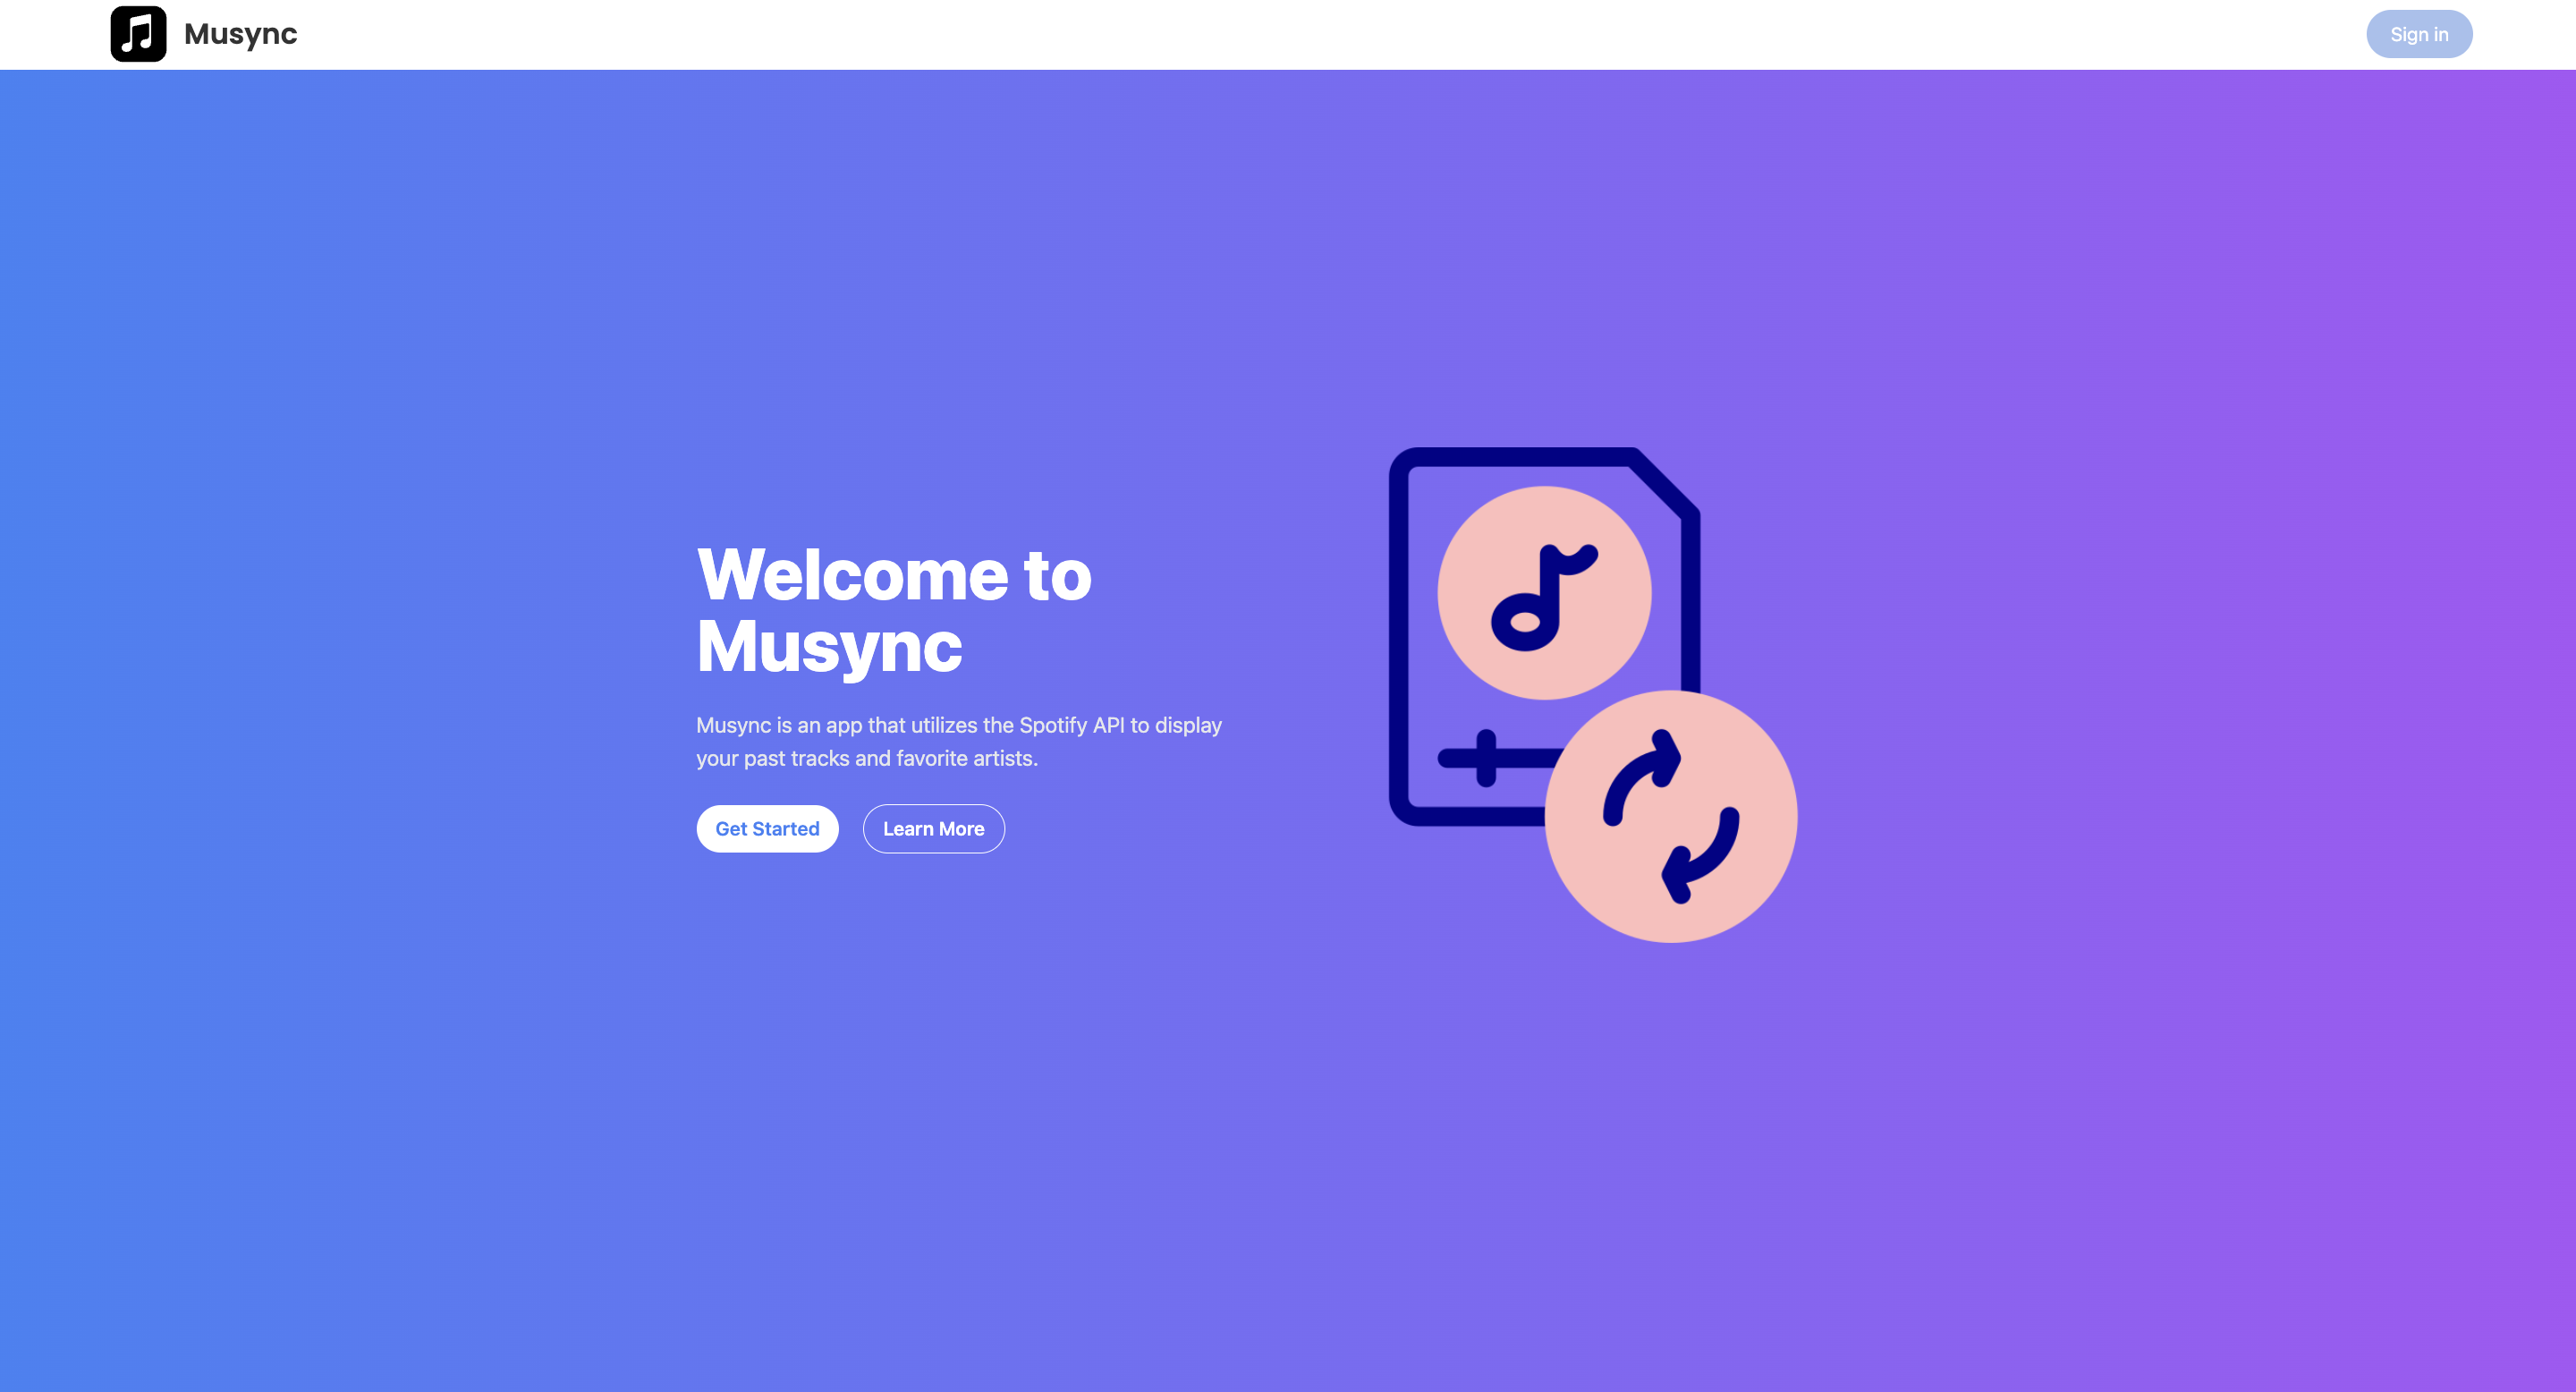 Musync
Sign in
Welcome to
Musync
Musync is an app that utilizes the Spotify API to display
your past tracks and favorite artists.
Get Started
Learn More